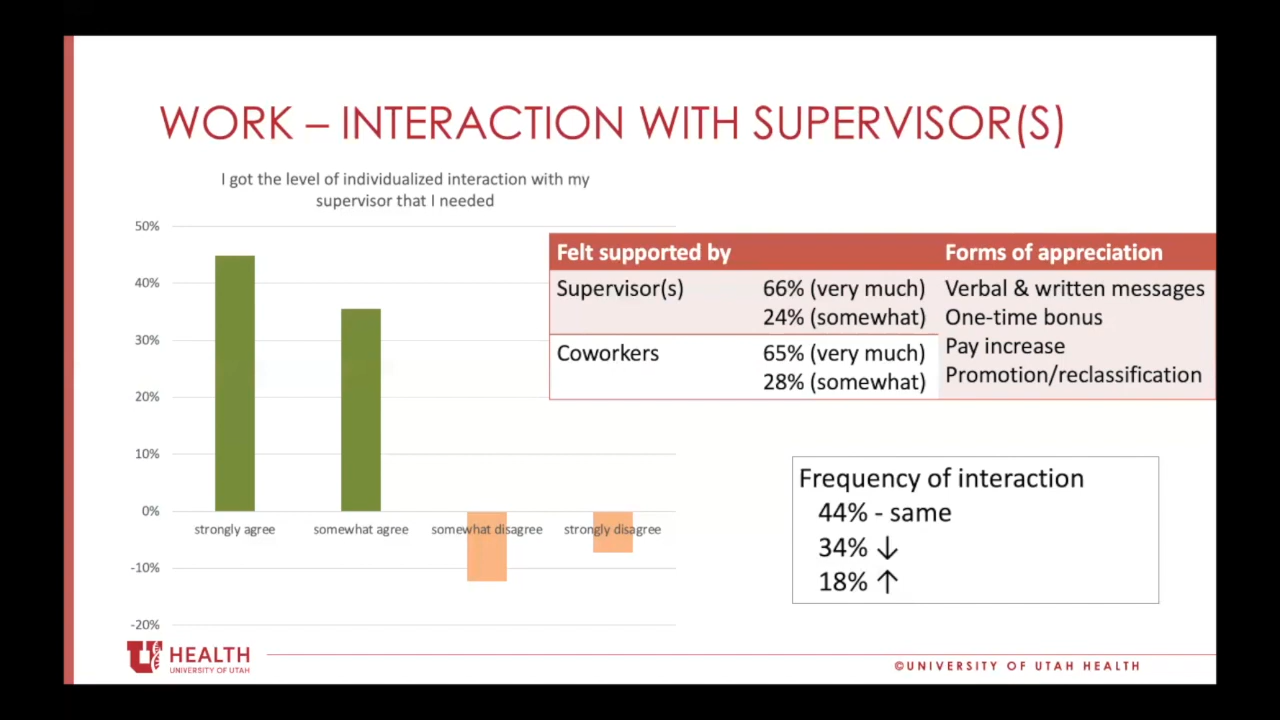 WORK – INTERACTION WITH SUPERVISOR(S)
I got the level of individualized interaction with my
supervisor that I needed
50%
40%
30%
20%
10%
0%
-10%
-20%
strongly agree
somewhat agree
somewhat disagree
strongly disagree
Felt supported by
Forms of appreciation
Supervisor(s)
66% (very much)
24% (somewhat)
Coworkers
65% (very much)
28% (somewhat)
Verbal & written messages
One-time bonus
Pay increase
Promotion/reclassification
Frequency of interaction
44% - same
34% ↓
18% ↑
U HEALTH
UNIVERSITY OF UTAH
©UNIVERSITY OF UTAH HEALTH